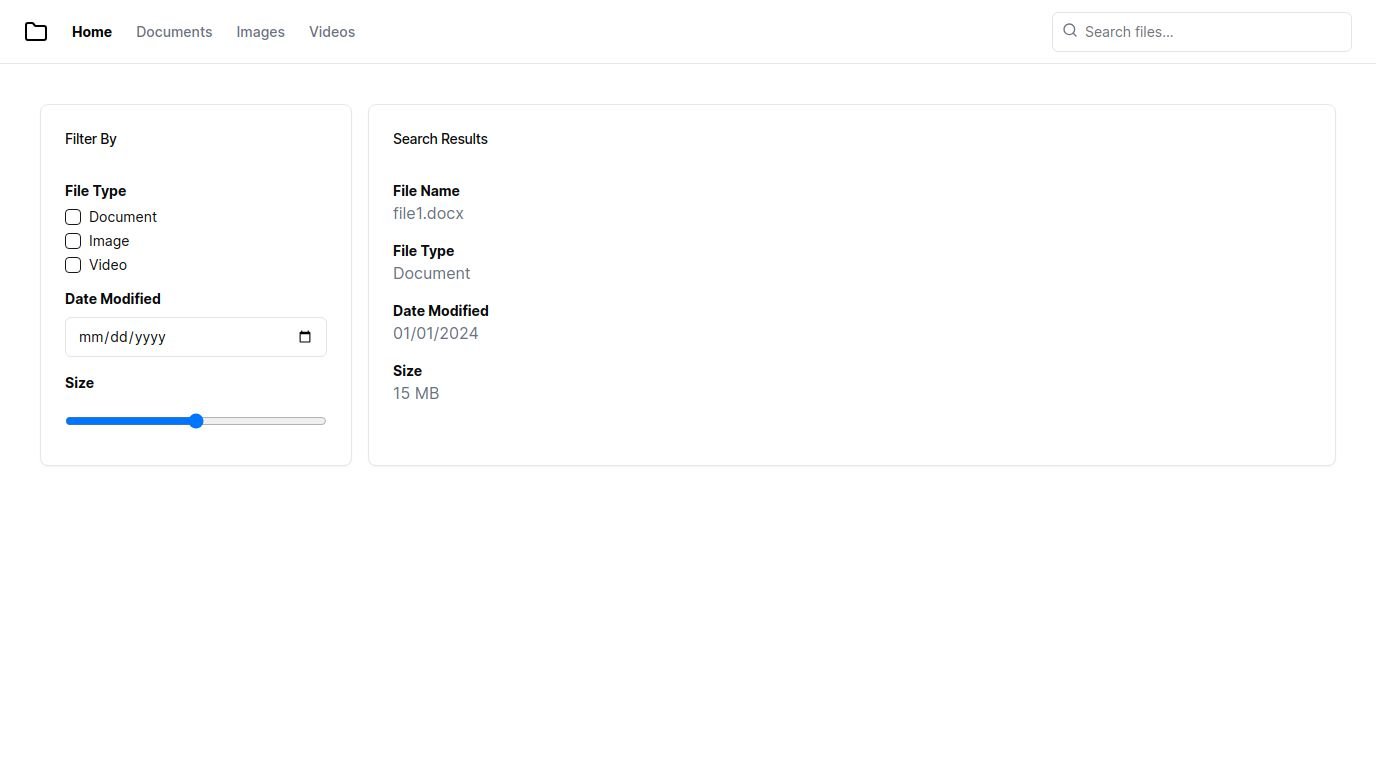 Home Documents Images Videos Search files...
Filter By
File Type
Document
Image
Video
Date Modified
mm/dd/yyyy
Size
Search Results
File Name
file1.docx
File Type
Document
Date Modified
01/01/2024
Size
15 MB